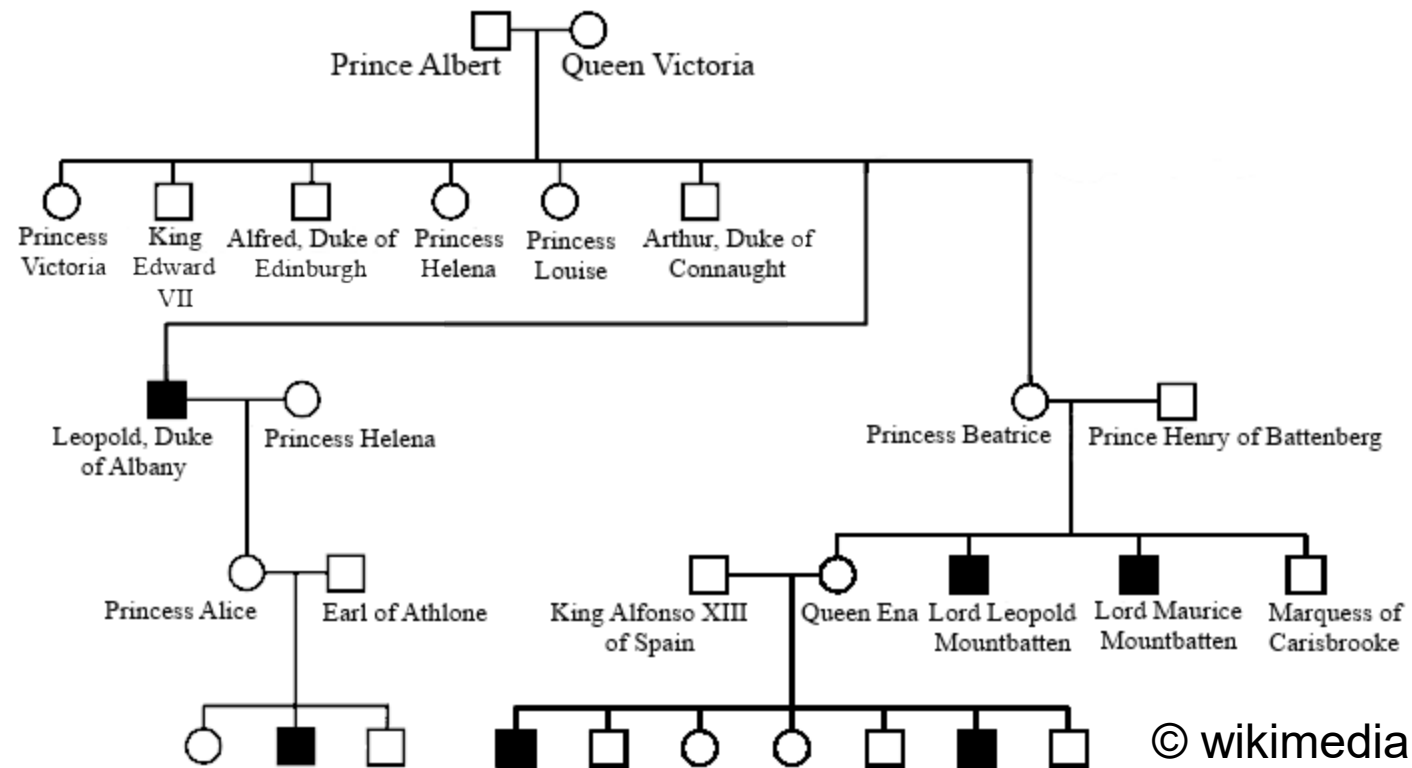 Prince Albert
Queen Victoria
Princess
Victoria
King
Edward
VII
Alfred, Duke of
Edinburgh
Princess
Helena
Princess
Louise
Arthur, Duke of
Connaught
Leopold, Duke
of Albany
Princess Helena
Princess Beatrice
Prince Henry of Battenberg
Princess Alice
Earl of Athlone
King Alfonso XIII
of Spain
Queen Ena
Lord Leopold
Mountbatten
Lord Maurice
Mountbatten
Marquess of
Carisbrooke
© wikimedia